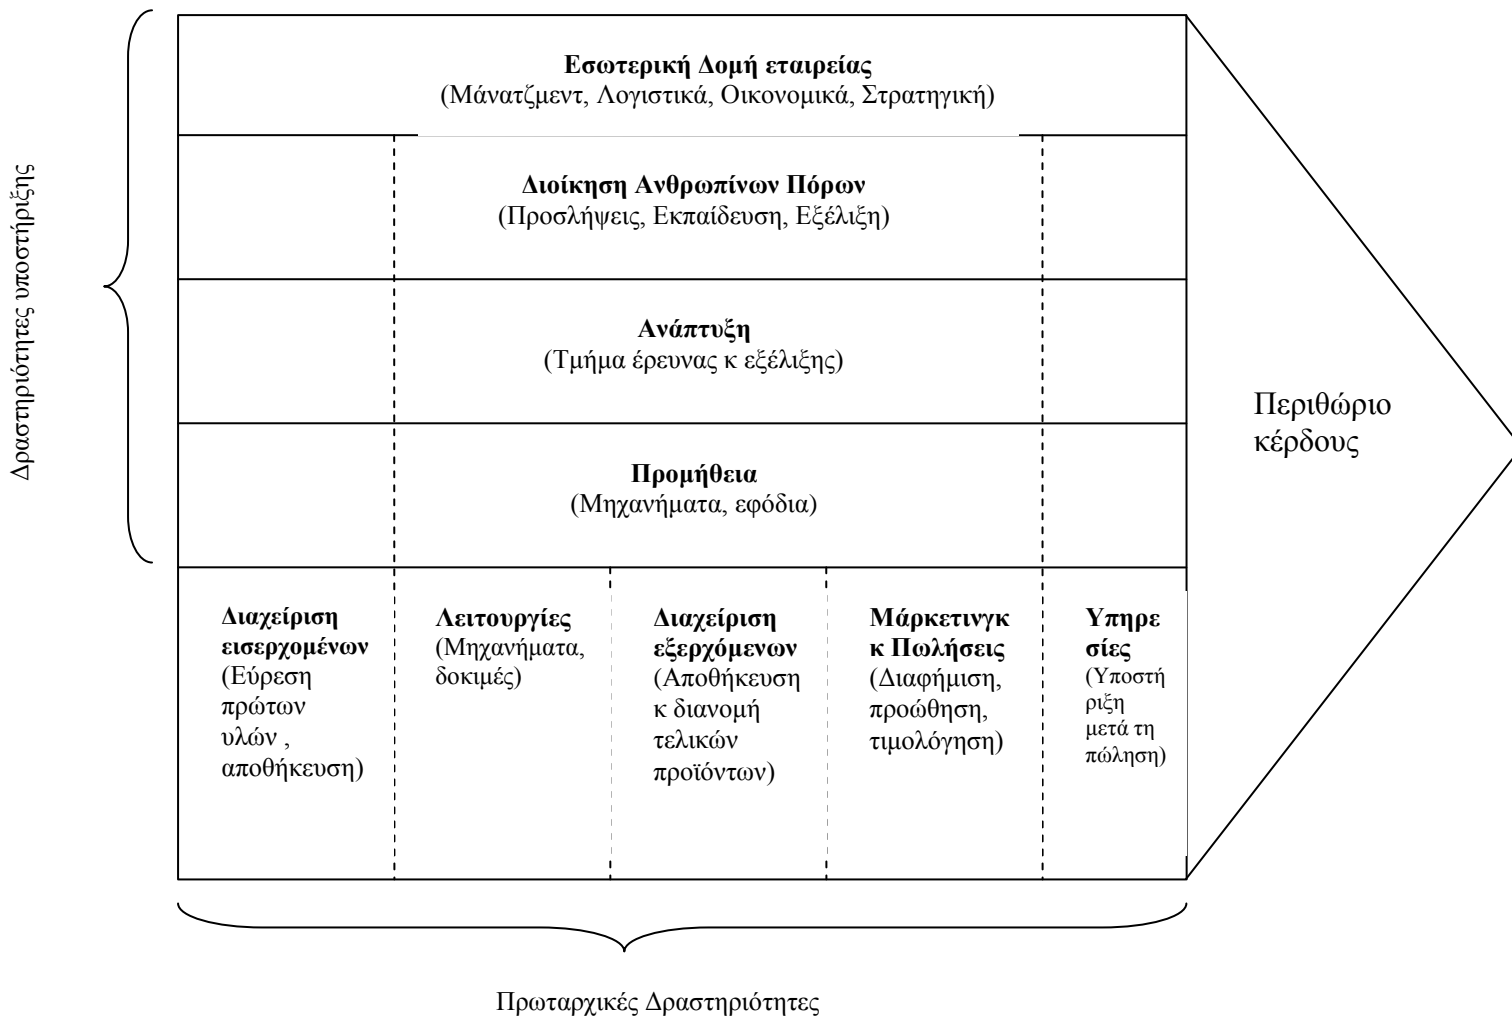 Εσωτερική Δομή εταιρείας
(Μάνατζμεντ, Λογιστικά, Οικονομικά, Στρατηγική)
Δραστηριότητες υποστήριξης
Διοίκηση Ανθρωπίνων Πόρων
(Προσλήψεις, Εκπαίδευση, Εξέλιξη)
Ανάπτυξη
(Τμήμα έρευνας κ εξέλιξης)
Προμήθεια
(Μηχανήματα, εφόδια)
Περιθώριο
κέρδους
Διαχείριση
εισερχομένων
(Εύρεση
πρώτων
υλών ,
αποθήκευση)
Λειτουργίες
(Μηχανήματα,
δοκιμές)
Διαχείριση
εξερχόμενων
(Αποθήκευση
κ διανομή
τελικών
προϊόντων)
Μάρκετινγκ
κ Πωλήσεις
(Διαφήμιση,
προώθηση,
τιμολόγηση)
Υπηρε
σίες
(Υποστή
ριξη
μετά τη
πώληση)
Πρωταρχικές Δραστηριότητες